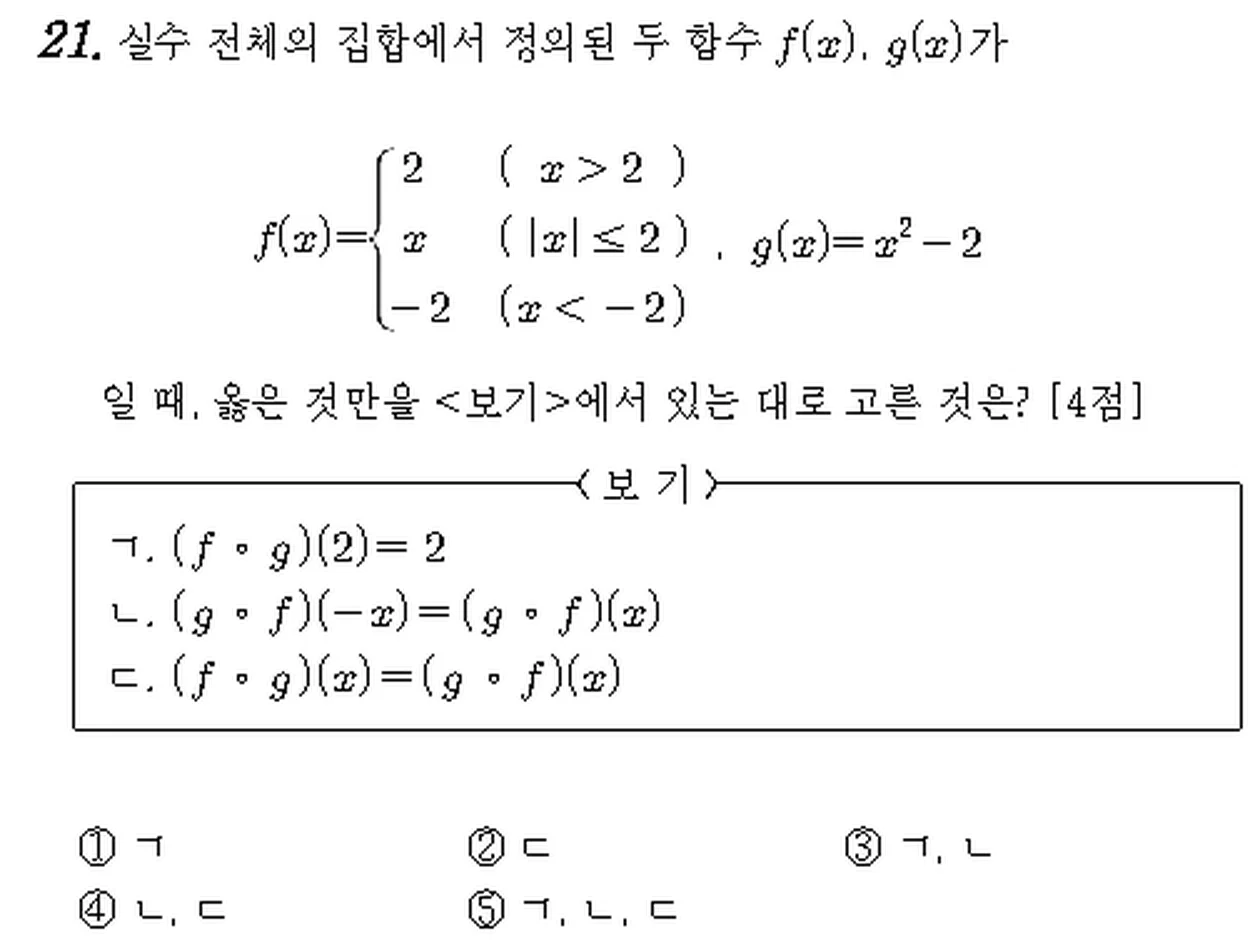 21. 실수 전체의 집합에서 정의된 두 함수 f(x), g(x)가
f(x)={ 2 ( x > 2 )
x ( |x| ≤ 2 ) , g(x)= x² − 2
−2 (x < −2)
일 때, 옳은 것만을 <보기>에서 있는 대로 고른 것은? [4점]
<보 기>
ㄱ. (f ∘ g)(2)= 2
ㄴ. (g ∘ f)(−x)=(g ∘ f)(x)
ㄷ. (f ∘ g)(x)=(g ∘ f)(x)
① ㄱ ② ㄷ ③ ㄱ, ㄴ
④ ㄴ, ㄷ ⑤ ㄱ, ㄴ, ㄷ